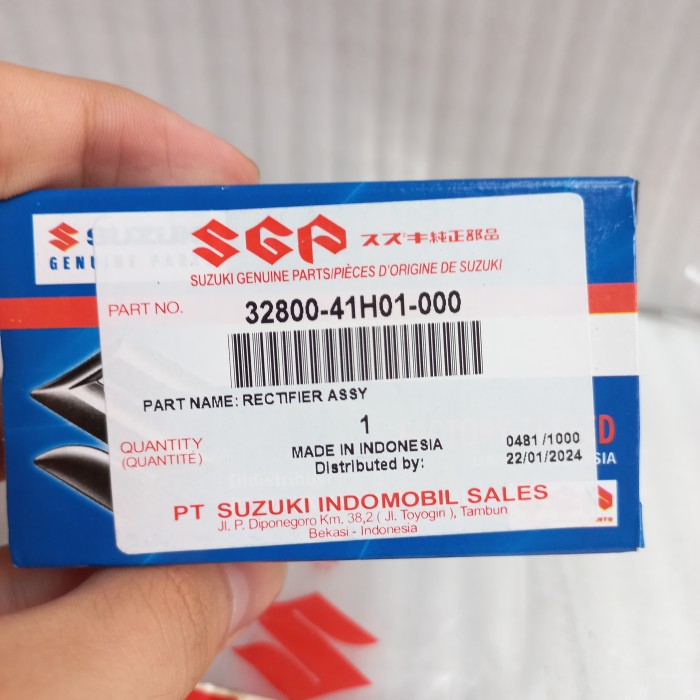 SUZUKI
GENUINE PA
SGP スズキ純正部品
SUZUKI GENUINE PARTS/PIÈCES D'ORIGINE DE SUZUKI
PART NO. 32800-41H01-000
PART NAME: RECTIFIER ASSY
QUANTITY 1
(QUANTITÉ)
MADE IN INDONESIA 0481 /1000
Distributed by: 22/01/2024
PT SUZUKI INDOMOBIL SALES
Jl. P. Diponegoro Km. 38,2 ( Jl. Toyogiri ), Tambun
Bekasi - Indonesia